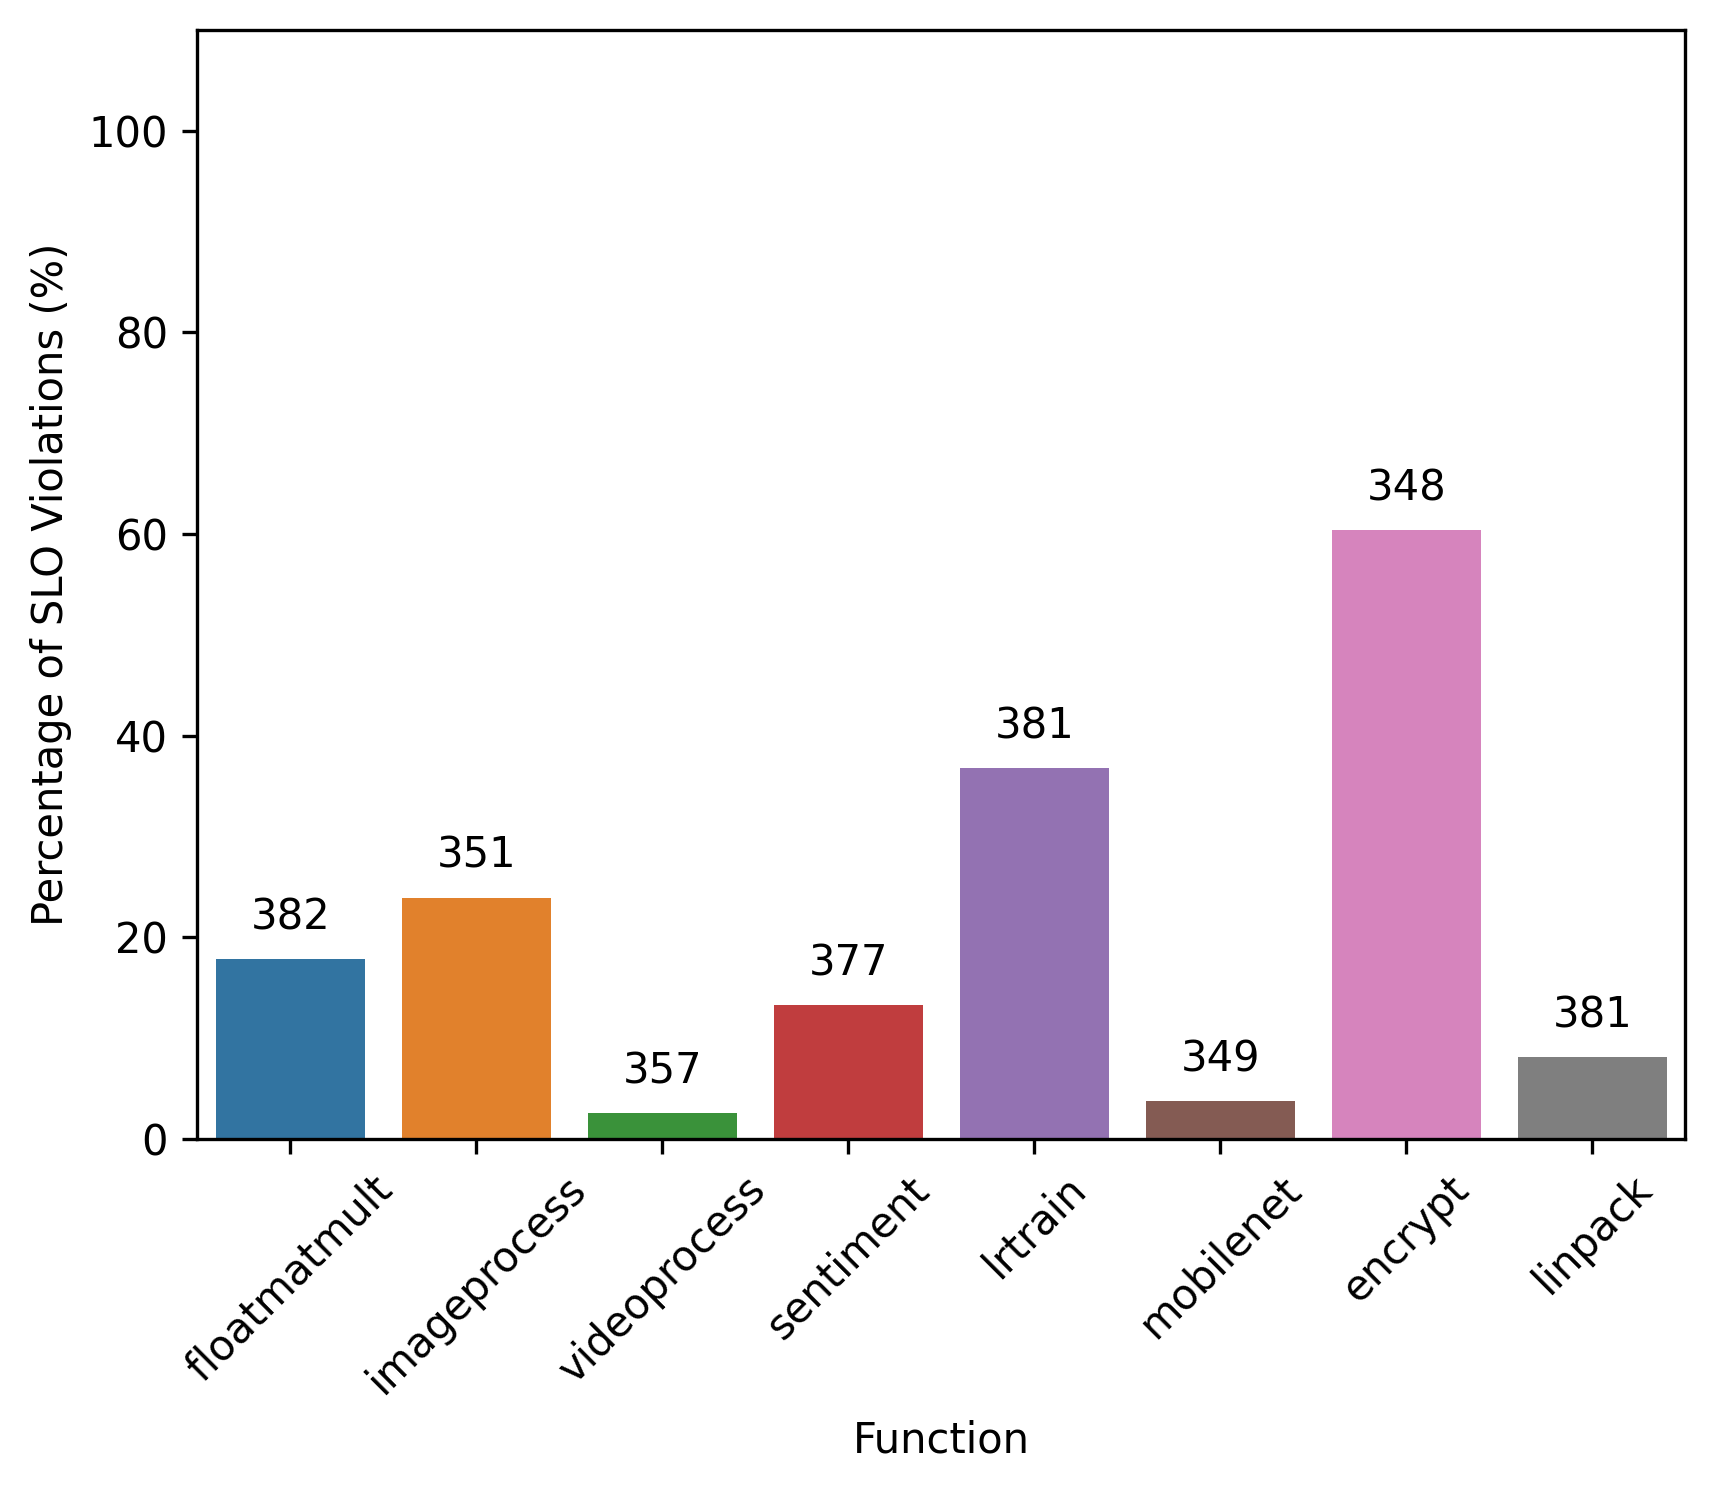 Percentage of SLO Violations (%)
100
80
60
40
20
0
382
351
357
377
381
349
348
381
floatmatmult
imageprocess
videoprocess
sentiment
lrtrain
mobilenet
encrypt
linpack
Function